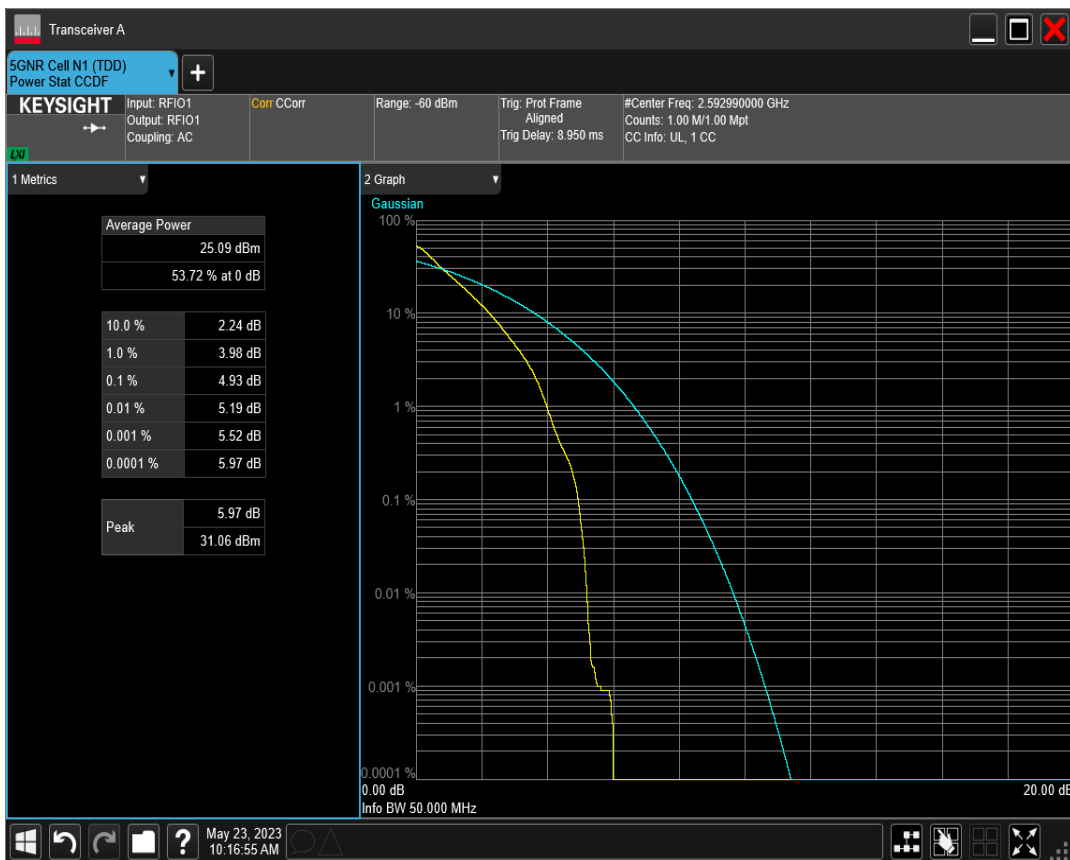 Transceiver A
5GNR Cell N1 (TDD)
Power Stat CCDF
KEYSIGHT
LXI
Input: RFIO1
Output: RFIO1
Coupling: AC
Corr CCorr
Range: -60 dBm
Trig: Prot Frame
Aligned
Trig Delay: 8.950 ms
#Center Freq: 2.592990000 GHz
Counts: 1.00 M/1.00 Mpt
CC Info: UL, 1 CC
1 Metrics
Average Power
25.09 dBm
53.72 % at 0 dB
10.0 % 2.24 dB
1.0 % 3.98 dB
0.1 % 4.93 dB
0.01 % 5.19 dB
0.001 % 5.52 dB
0.0001 % 5.97 dB
Peak 5.97 dB
31.06 dBm
2 Graph
Gaussian
100 %
10 %
1 %
0.1 %
0.01 %
0.001 %
0.0001 %
0.00 dB 20.00 dB
Info BW 50.000 MHz
?
May 23, 2023
10:16:55 AM